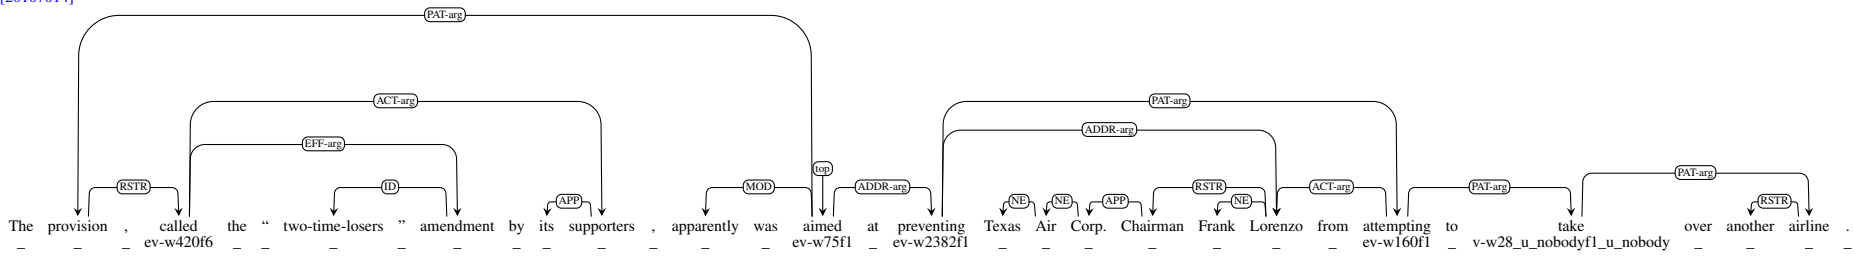 PAT-arg
ACT-arg PAT-arg
ADDR-arg
EFF-arg
top PAT-arg
RSTR ID MOD ADDR-arg RSTR ACT-arg PAT-arg
APP NE NE APP NE RSTR
The provision , called the “ two-time-losers ” amendment by its supporters , apparently was aimed at preventing Texas Air Corp. Chairman Frank Lorenzo from attempting to take over another airline .
_ _ _ ev-w420f6 _ _ _ _ _ _ _ _ _ _ _ ev-w75f1 _ ev-w2382f1 _ _ _ _ _ _ _ ev-w160f1 _ v-w28_u_nobodyf1_u_nobody _ _ _ _